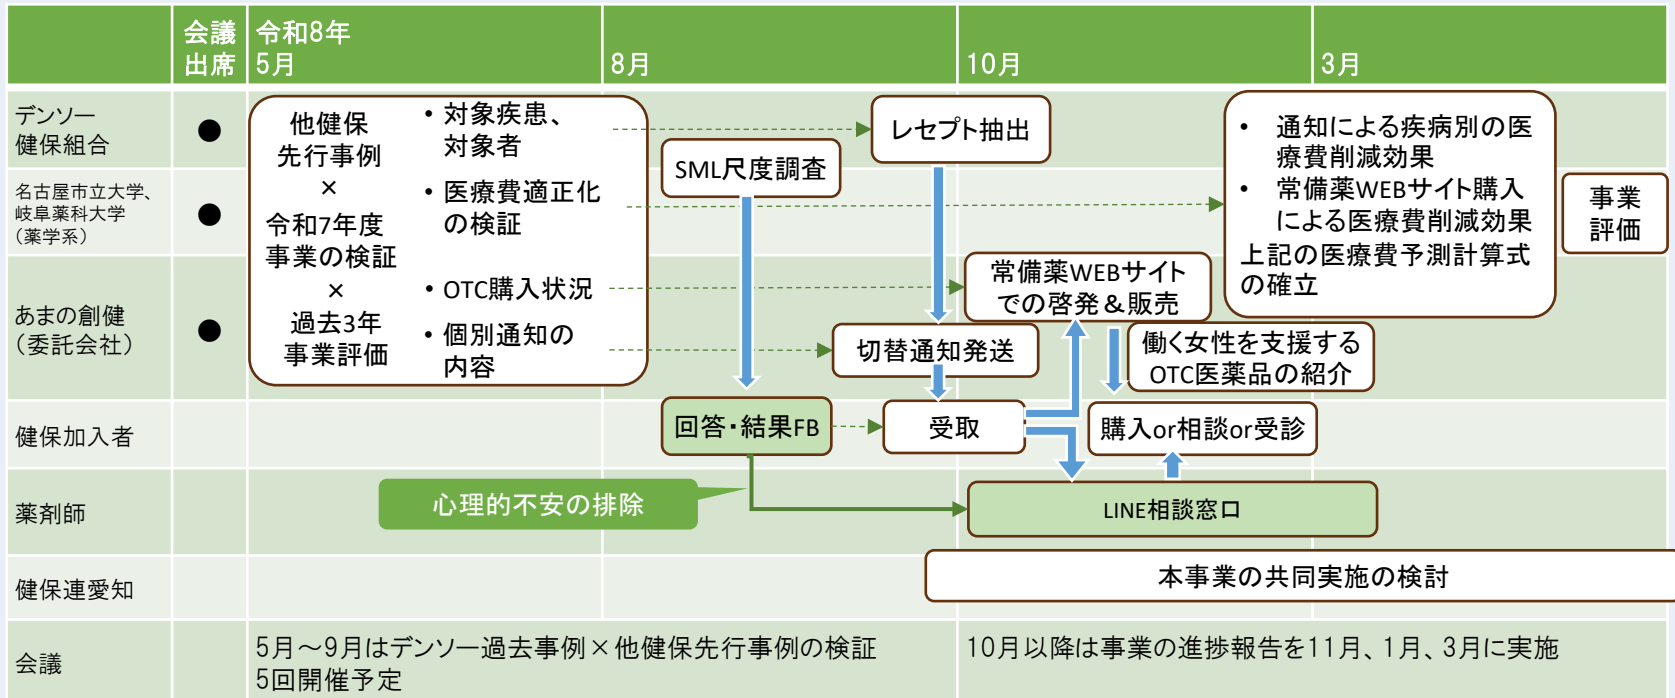 会議
出席
令和8年
5月
8月
10月
3月
デンソー
健保組合
●
他健保
先行事例
×
令和7年度
事業の検証
×
過去3年
事業評価
・対象疾患、
対象者
・医療費適正化
の検証
・OTC購入状況
・個別通知の
内容
SML尺度調査
レセプト抽出
• 通知による疾病別の医
療費削減効果
• 常備薬WEBサイト購入
による医療費削減効果
上記の医療費予測計算式
の確立
事業
評価
名古屋市立大学、
岐阜薬科大学
(薬学系)
●
あまの創健
(委託会社)
●
常備薬WEBサイト
での啓発&販売
切替通知発送
働く女性を支援する
OTC医薬品の紹介
健保加入者
回答・結果FB
受取
購入or相談or受診
薬剤師
心理的不安の排除
LINE相談窓口
健保連愛知
本事業の共同実施の検討
会議
5月~9月はデンソー過去事例×他健保先行事例の検証
5回開催予定
10月以降は事業の進捗報告を11月、1月、3月に実施